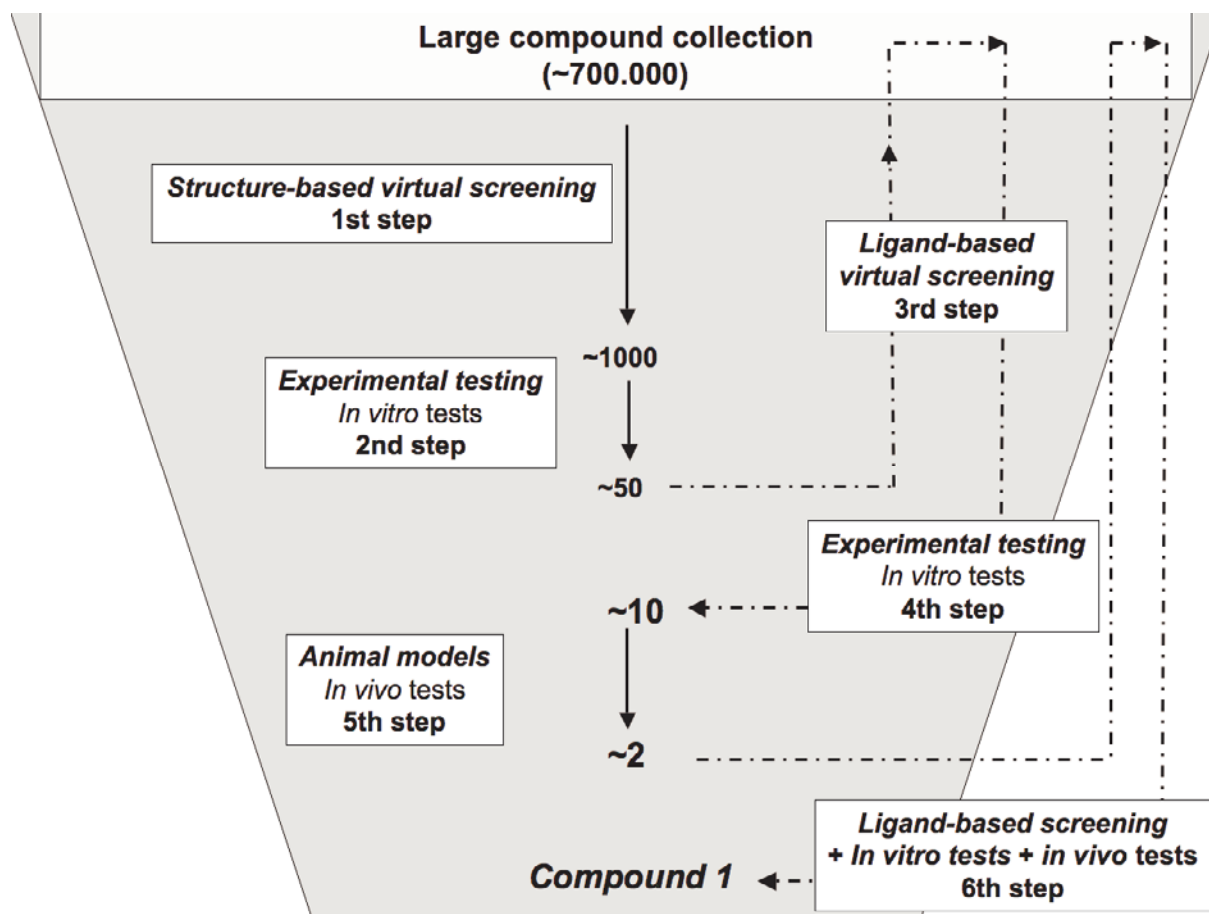 Large compound collection
(~700.000)
Structure-based virtual screening
1st step
Ligand-based
virtual screening
3rd step
~1000
Experimental testing
In vitro tests
2nd step
~50
Experimental testing
In vitro tests
4th step
~10
Animal models
In vivo tests
5th step
~2
Ligand-based screening
+ In vitro tests + in vivo tests
6th step
Compound 1